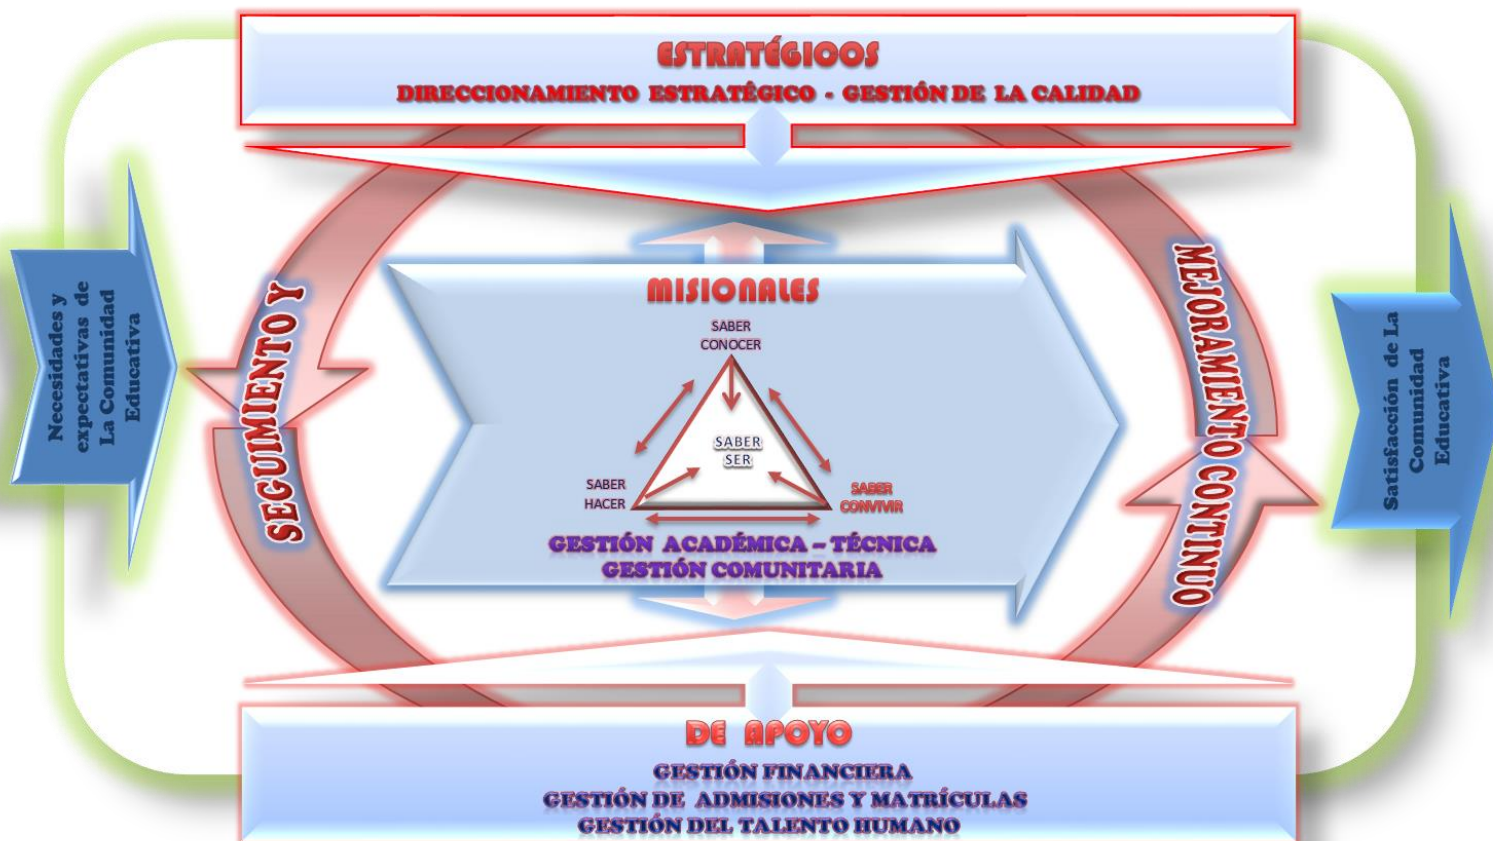 ESTRATÉGICOS
DIRECCIONAMIENTO ESTRATÉGICO - GESTIÓN DE LA CALIDAD
Necesidades y
expectativas de
La Comunidad
Educativa
SEGUIMIENTO Y
MISIONALES
SABER
CONOCER
SABER
SER
SABER
HACER
SABER
CONVIVIR
GESTIÓN ACADÉMICA – TÉCNICA
GESTIÓN COMUNITARIA
MEJORAMIENTO CONTINUO
Satisfacción de La
Comunidad
Educativa
DE APOYO
GESTIÓN FINANCIERA
GESTIÓN DE ADMISIONES Y MATRÍCULAS
GESTIÓN DEL TALENTO HUMANO